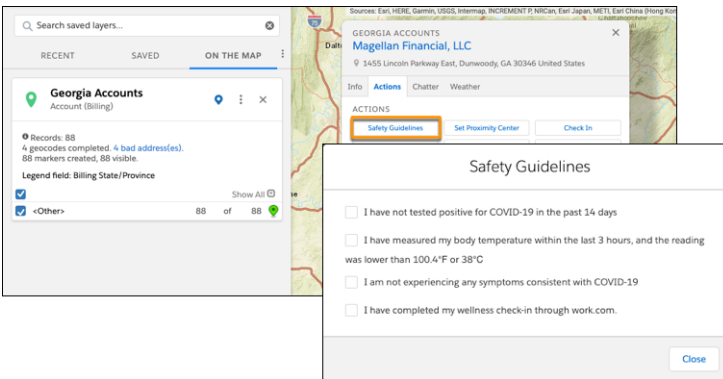 Search saved layers...
RECENT SAVED ON THE MAP
Georgia Accounts
Account (Billing)
Records: 88
4 geocodes completed. 4 bad address(es).
88 markers created, 88 visible.
Legend field: Billing State/Province
Show All
<Other> 88 of 88
Sources: Esri, HERE, Garmin, USGS, Intermap, INCREMENT P, NRCan, Esri Japan, METI, Esri China (Hong Kon
75
Dalto
GEORGIA ACCOUNTS
Magellan Financial, LLC
1455 Lincoln Parkway East, Dunwoody, GA 30346 United States
Info Actions Chatter Weather
ACTIONS
Safety Guidelines Set Proximity Center Check In
Safety Guidelines
I have not tested positive for COVID-19 in the past 14 days
I have measured my body temperature within the last 3 hours, and the reading
was lower than 100.4°F or 38°C
I am not experiencing any symptoms consistent with COVID-19
I have completed my wellness check-in through work.com.
Close